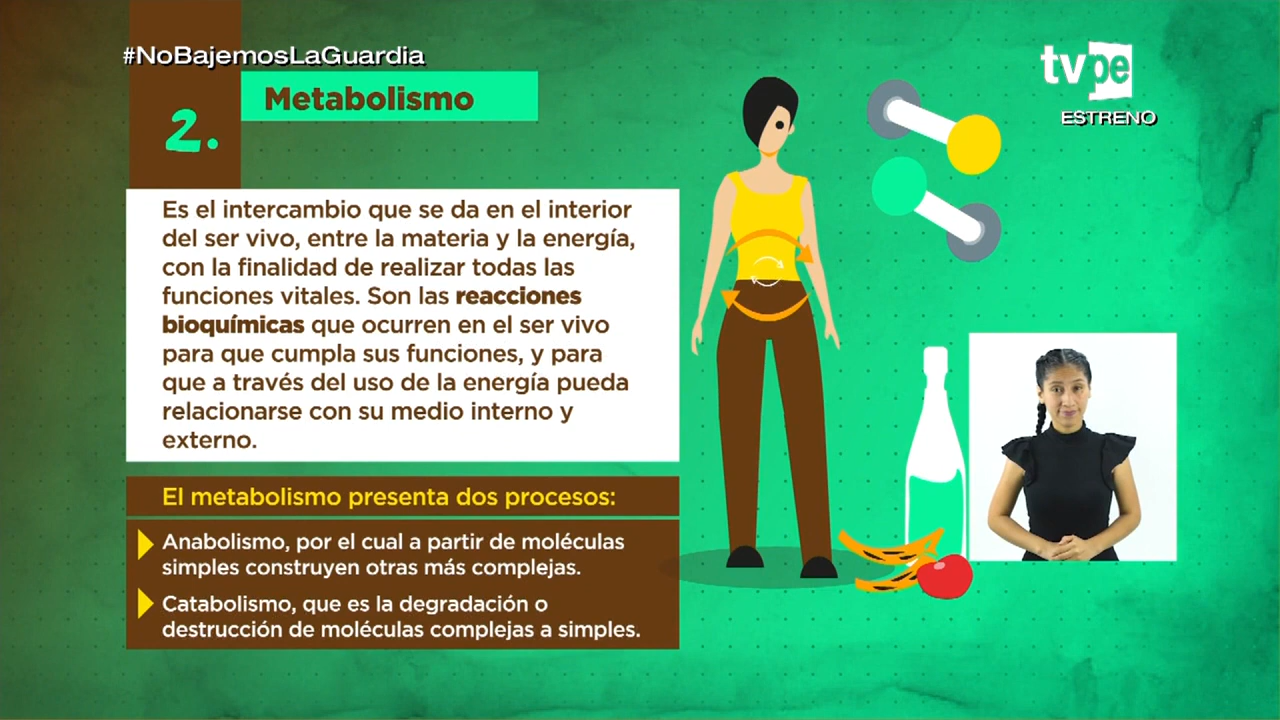 #NoBajemosLaGuardia
tvpe
ESTRENO
2.
Metabolismo
Es el intercambio que se da en el interior
del ser vivo, entre la materia y la energía,
con la finalidad de realizar todas las
funciones vitales. Son las reacciones
bioquímicas que ocurren en el ser vivo
para que cumpla sus funciones, y para
que a través del uso de la energía pueda
relacionarse con su medio interno y
externo.
El metabolismo presenta dos procesos:
Anabolismo, por el cual a partir de moléculas
simples construyen otras más complejas.
Catabolismo, que es la degradación o
destrucción de moléculas complejas a simples.